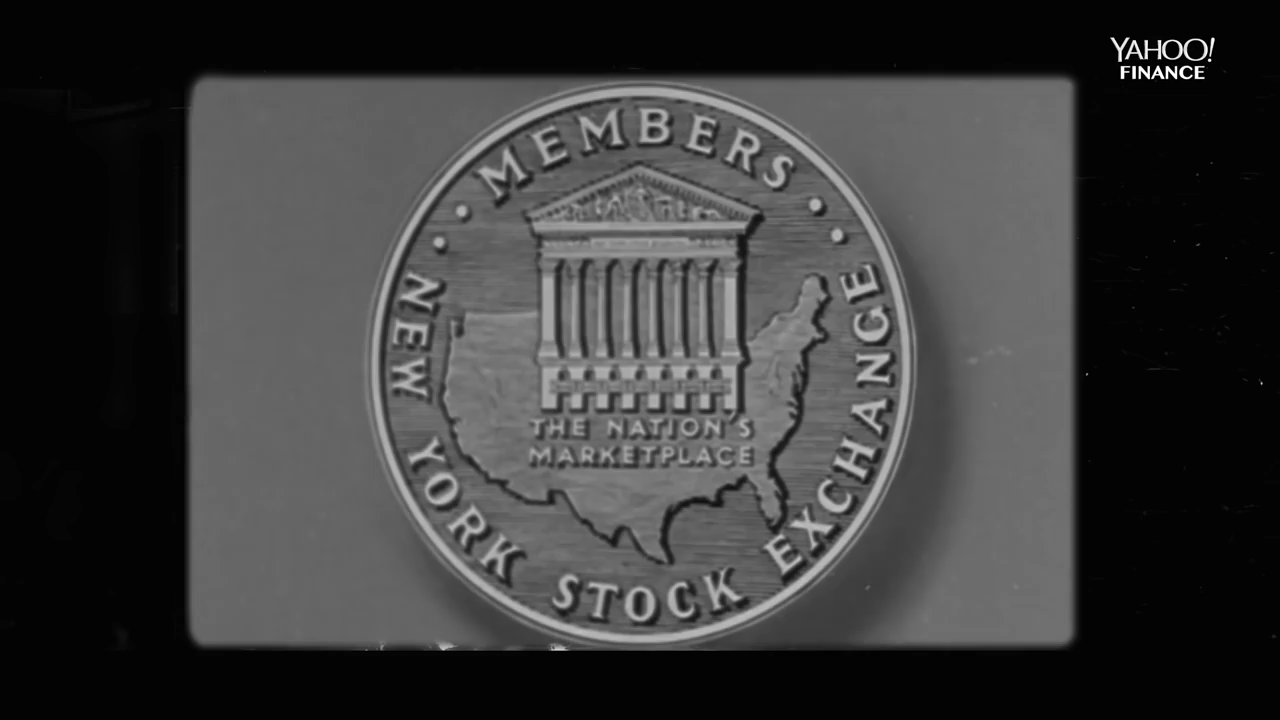 YAHOO!
FINANCE
MEMBERS
NEW YORK STOCK EXCHANGE
THE NATION'S
MARKETPLACE